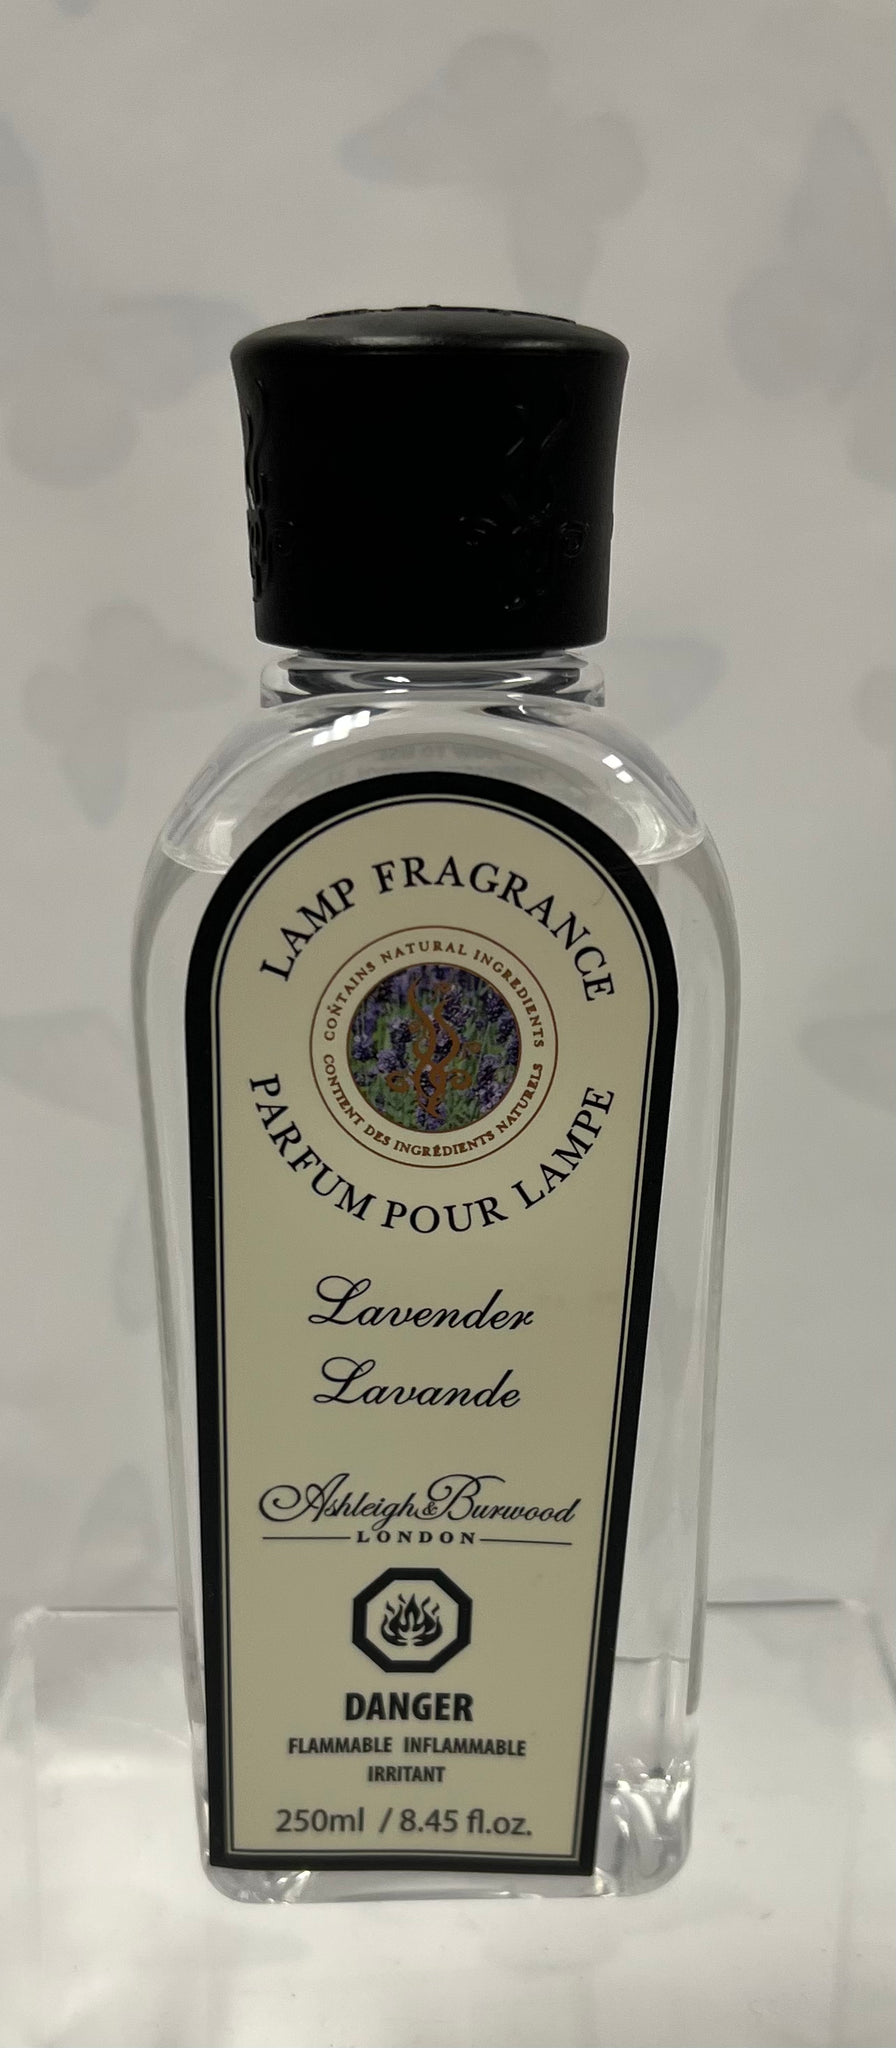 LAMP FRAGRANCE
CONTAINS NATURAL INGREDIENTS
CONTIENT DES INGRÉDIENTS NATURELS
PARFUM POUR LAMPE
Lavender
Lavande
Ashleigh & Burwood
LONDON
DANGER
FLAMMABLE INFLAMMABLE
IRRITANT
250ml / 8.45 fl.oz.